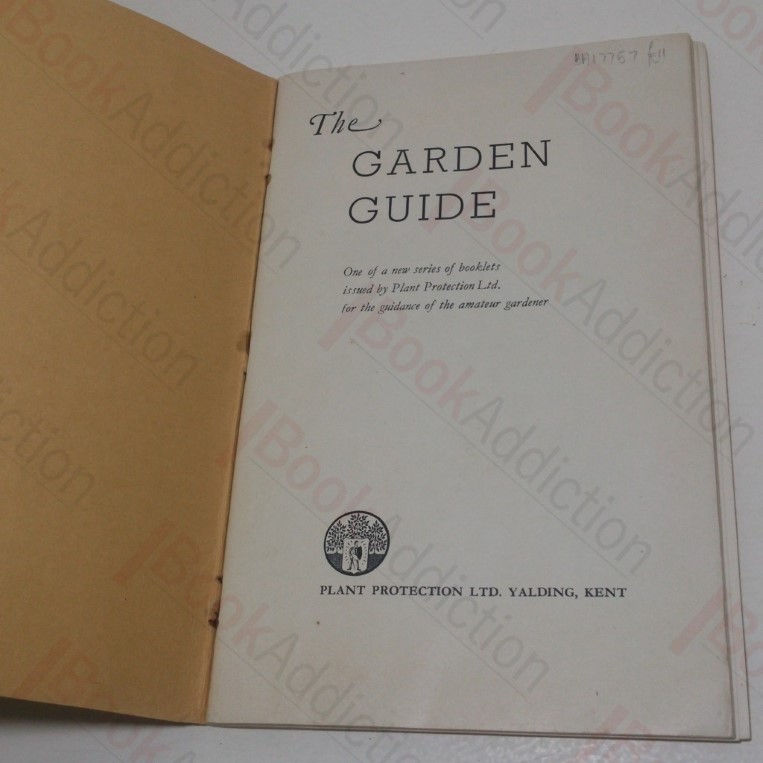 The
GARDEN
GUIDE
One of a new series of booklets
issued by Plant Protection Ltd.
for the guidance of the amateur gardener
PLANT PROTECTION LTD. YALDING, KENT
BookAddiction